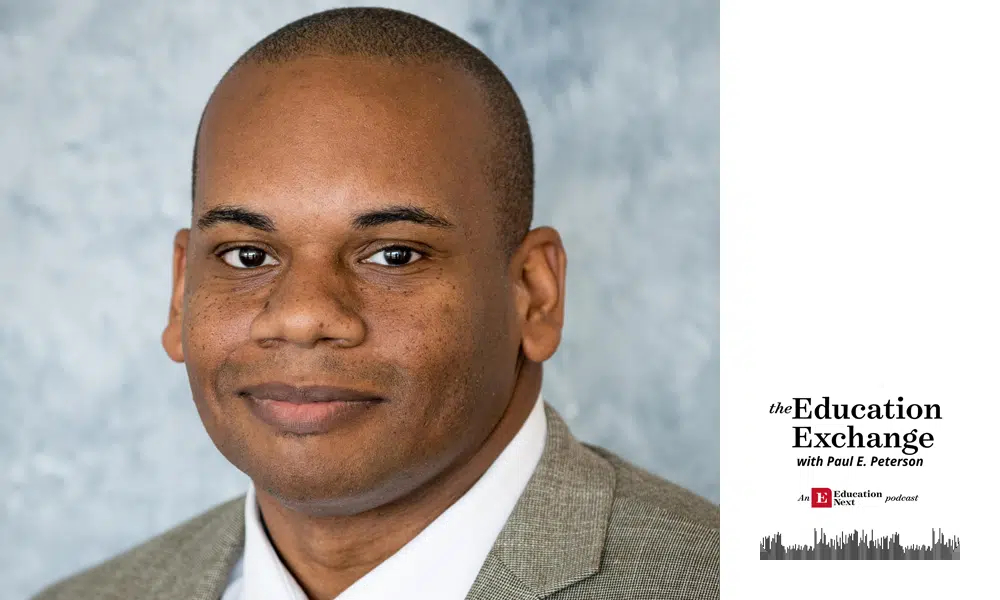 the Education
Exchange
with Paul E. Peterson
An E Education
Next podcast